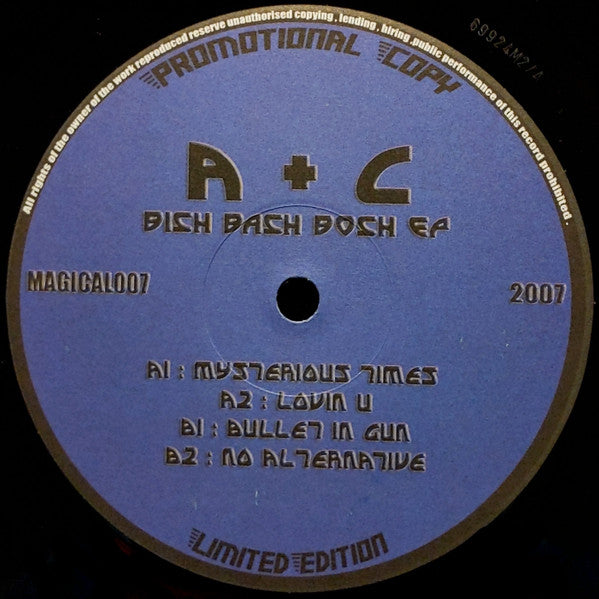 All rights of the owner of the work reproduced reserve unauthorised copying , lending , hiring ,public performance of this record prohibited .
PROMOTIONAL COPY
69924M2/A
A + C
BISH BASH BOSH EP
MAGICAL007
2007
A1 : MYSTERIOUS TIMES
A2 : LOVIN U
B1 : BULLET IN GUN
B2 : NO ALTERNATIVE
LIMITED EDITION